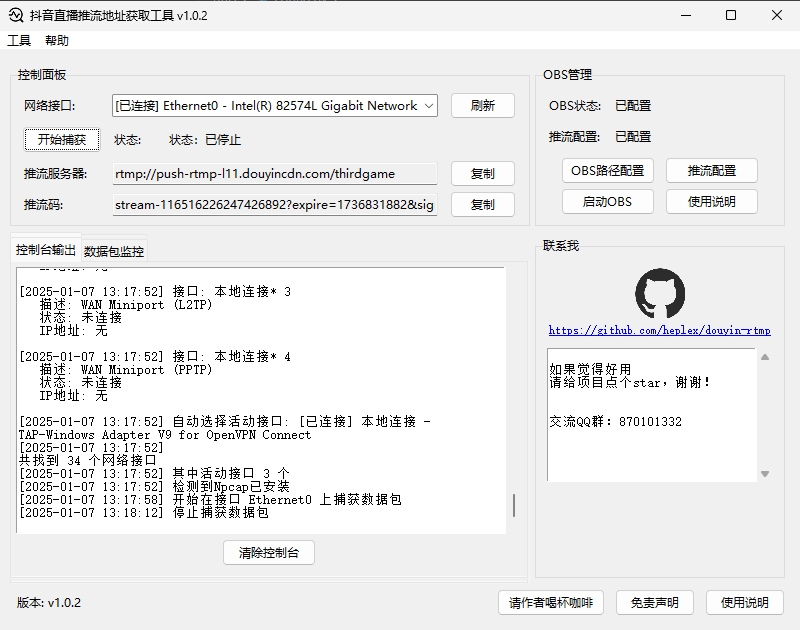 抖音直播推流地址获取工具 v1.0.2
工具 帮助
控制面板
网络接口: [已连接] Ethernet0 - Intel(R) 82574L Gigabit Network 刷新
开始捕获 状态: 状态: 已停止
推流服务器: rtmp://push-rtmp-l11.douyincdn.com/thirdgame 复制
推流码: stream-116516226247426892?expire=1736831882&sig 复制
OBS管理
OBS状态: 已配置
推流配置: 已配置
OBS路径配置 推流配置
启动OBS 使用说明
控制台输出 数据包监控
[2025-01-07 13:17:52] 接口: 本地连接* 3
描述: WAN Miniport (L2TP)
状态: 未连接
IP地址: 无
[2025-01-07 13:17:52] 接口: 本地连接* 4
描述: WAN Miniport (PPTP)
状态: 未连接
IP地址: 无
[2025-01-07 13:17:52] 自动选择活动接口: [已连接] 本地连接 -
TAP-Windows Adapter V9 for OpenVPN Connect
[2025-01-07 13:17:52]
共找到 34 个网络接口
[2025-01-07 13:17:52] 其中活动接口 3 个
[2025-01-07 13:17:52] 检测到Npcap已安装
[2025-01-07 13:17:58] 开始在接口 Ethernet0 上捕获数据包
[2025-01-07 13:18:12] 停止捕获数据包
清除控制台
联系我
https://github.com/heplex/douyin-rtmp
如果觉得好用
请给项目点个star，谢谢！
交流QQ群：870101332
版本: v1.0.2
请作者喝杯咖啡 免责声明 使用说明